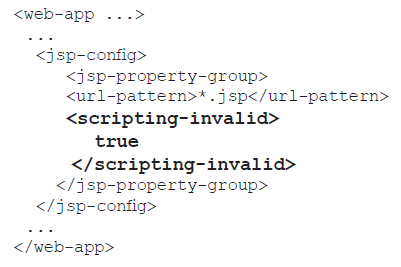 <web-app ...>
...
<jsp-config>
<jsp-property-group>
<url-pattern>*.jsp</url-pattern>
<scripting-invalid>
true
</scripting-invalid>
</jsp-property-group>
</jsp-config>
...
</web-app>